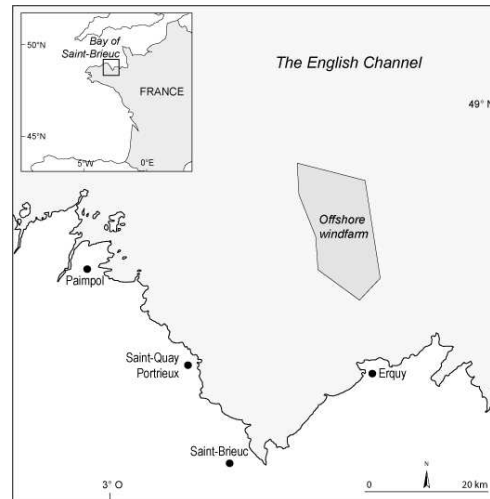 50°N
Bay of
Saint-Brieuc
FRANCE
45°N
5°W
0°E
The English Channel
49° N
Offshore
windfarm
Paimpol
Saint-Quay
Portrieux
Erquy
Saint-Brieuc
3° O
N
0
20 km